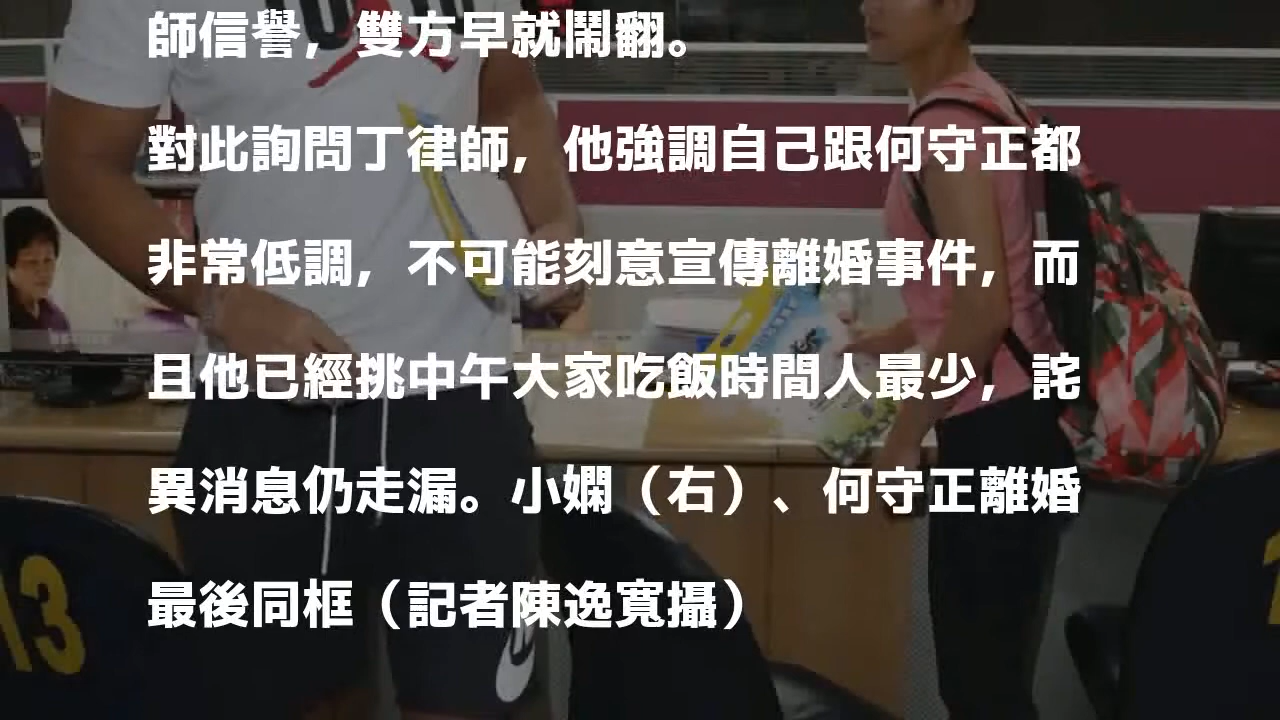 師信譽，雙方早就鬧翻。
對此詢問丁律師，他強調自己跟何守正都
非常低調，不可能刻意宣傳離婚事件，而
且他已經挑中午大家吃飯時間人最少，詫
異消息仍走漏。小嫻（右）、何守正離婚
最後同框（記者陳逸寬攝）
13